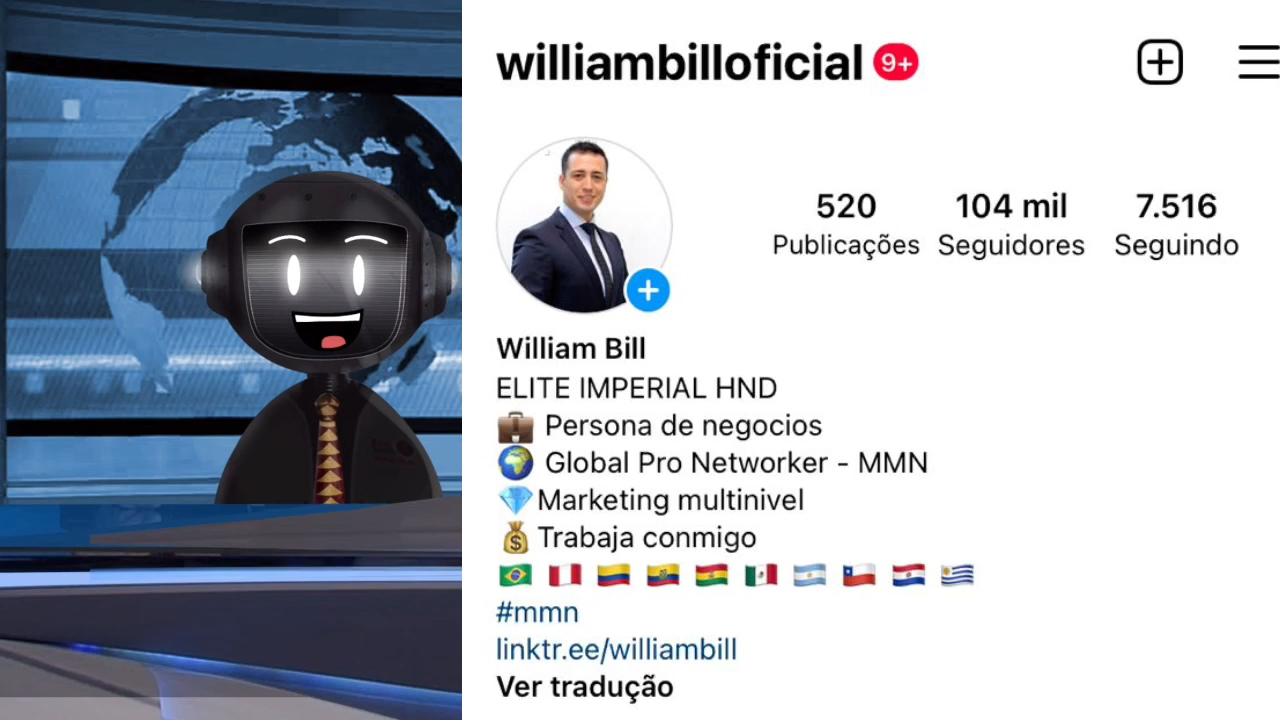 williambilloficial 9+
520 104 mil 7.516
Publicações Seguidores Seguindo
William Bill
ELITE IMPERIAL HND
💼 Persona de negocios
🌍 Global Pro Networker - MMN
💎Marketing multinivel
💰Trabaja conmigo
🇧🇷 🇵🇪 🇨🇴 🇪🇨 🇧🇴 🇲🇽 🇦🇷 🇨🇱 🇵🇾 🇺🇾
#mmn
linktr.ee/williambill
Ver tradução